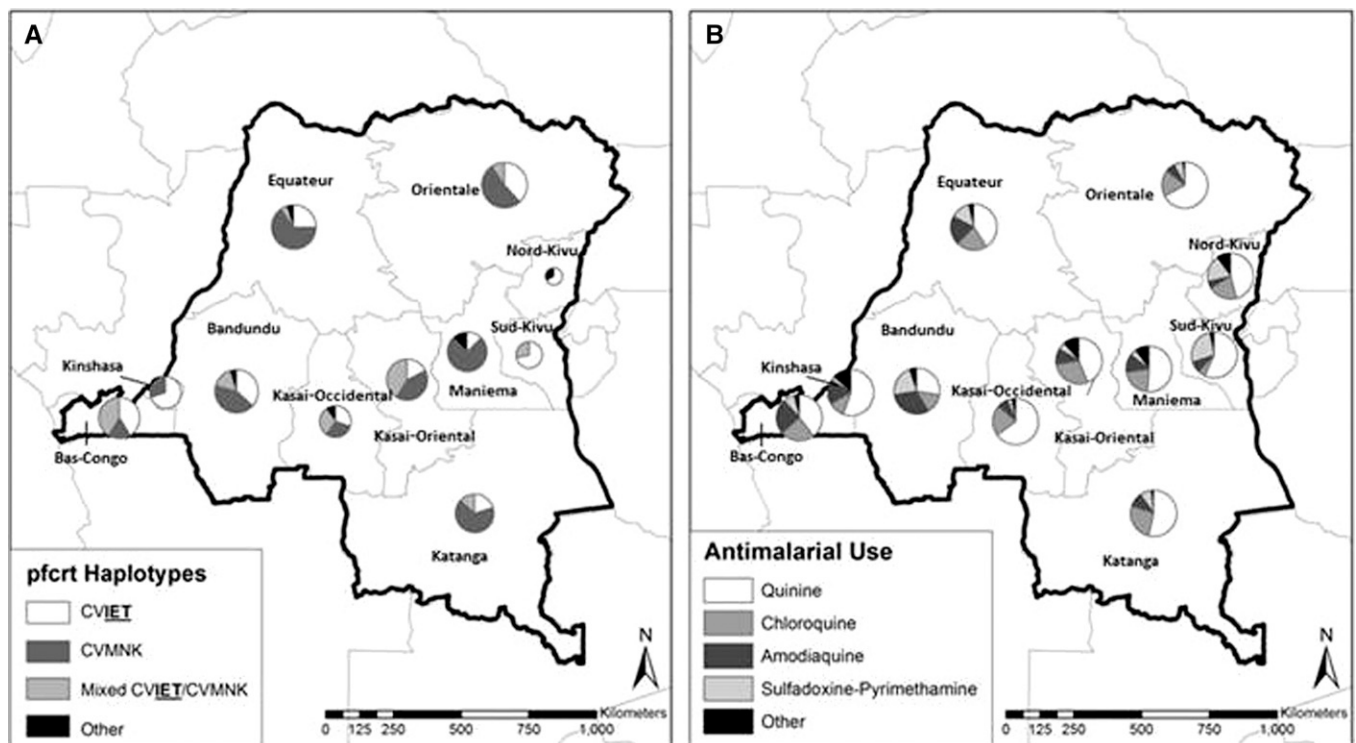 A
Equateur
Orientale
Nord-Kivu
Bandundu
Sud-Kivu
Kinshasa
Kasai-Occidental
Maniema
Kasai-Oriental
Bas-Congo
Katanga
pfcrt Haplotypes
CVIET
CVMNK
Mixed CVIET/CVMNK
Other
N
Kilometers
0 125 250 500 750 1,000
B
Equateur
Orientale
Nord-Kivu
Bandundu
Sud-Kivu
Kinshasa
Kasai-Occidental
Maniema
Kasai-Oriental
Bas-Congo
Katanga
Antimalarial Use
Quinine
Chloroquine
Amodiaquine
Sulfadoxine-Pyrimethamine
Other
N
Kilometers
0 125 250 500 750 1,000